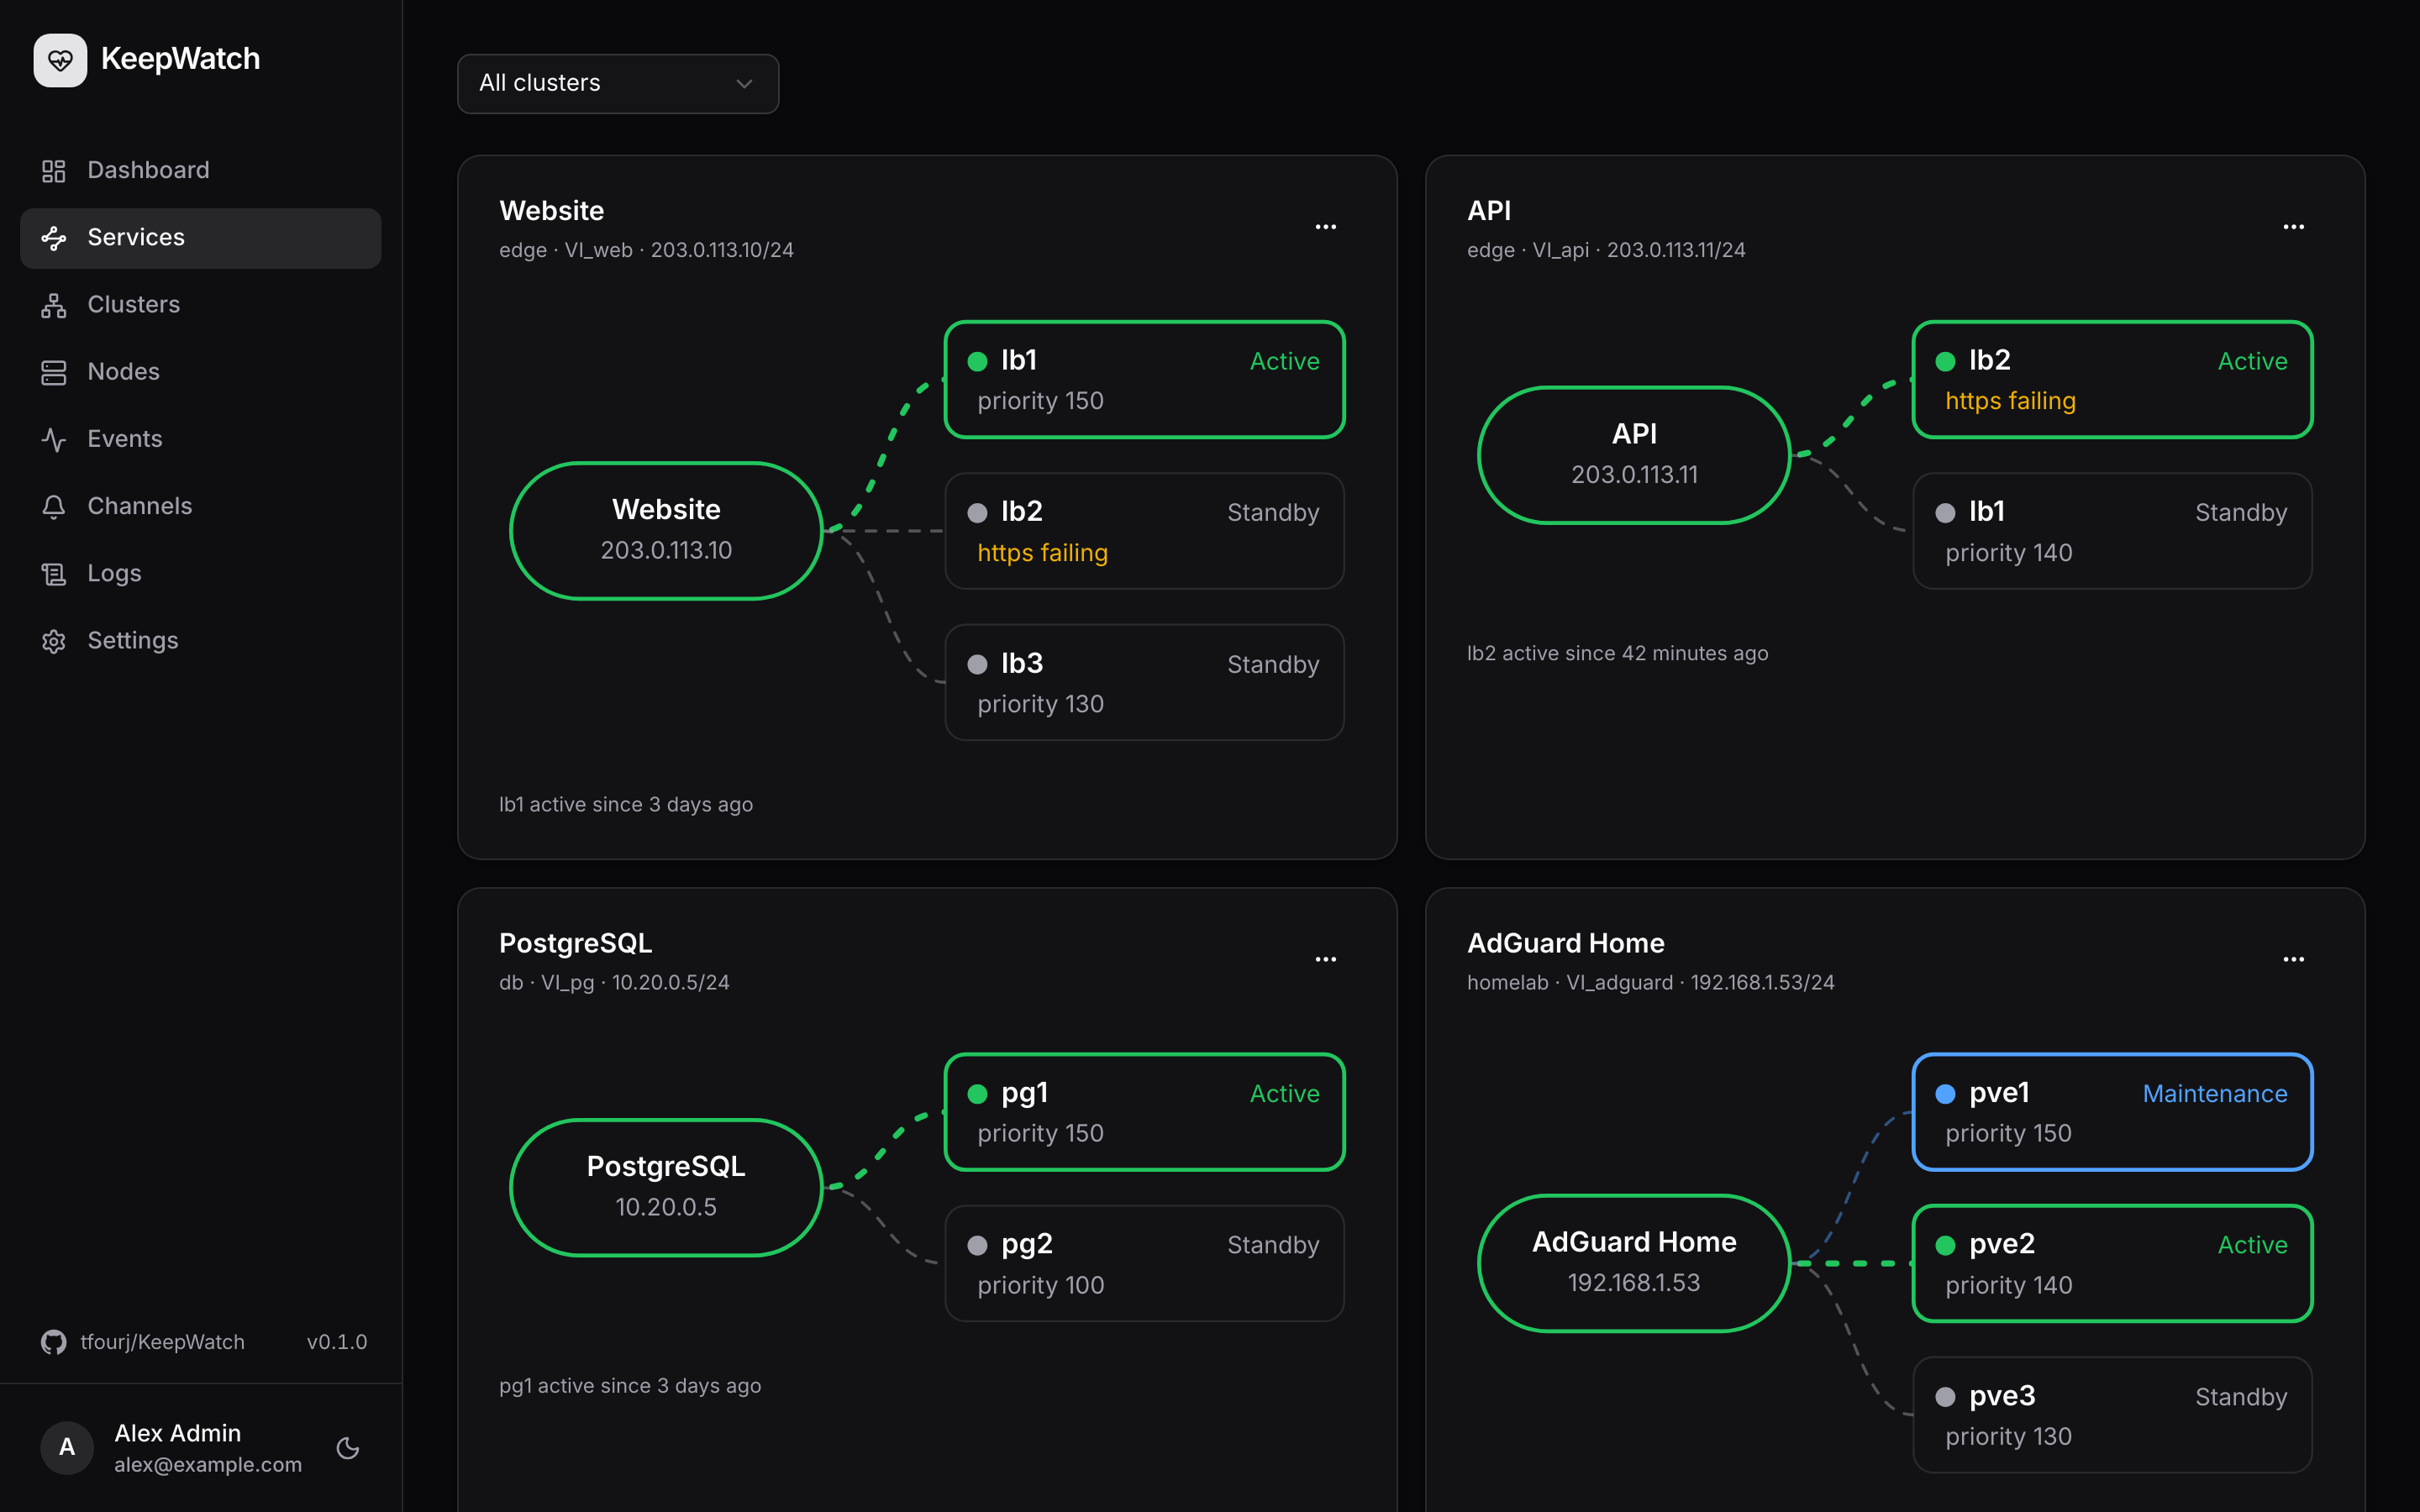 KeepWatch
Dashboard
Services
Clusters
Nodes
Events
Channels
Logs
Settings
tfourj/KeepWatch v0.1.0
A
Alex Admin
alex@example.com
All clusters
Website
edge · VI_web · 203.0.113.10/24
Website
203.0.113.10
lb1 Active
priority 150
lb2 Standby
https failing
lb3 Standby
priority 130
lb1 active since 3 days ago
API
edge · VI_api · 203.0.113.11/24
API
203.0.113.11
lb2 Active
https failing
lb1 Standby
priority 140
lb2 active since 42 minutes ago
PostgreSQL
db · VI_pg · 10.20.0.5/24
PostgreSQL
10.20.0.5
pg1 Active
priority 150
pg2 Standby
priority 100
pg1 active since 3 days ago
AdGuard Home
homelab · VI_adguard · 192.168.1.53/24
AdGuard Home
192.168.1.53
pve1 Maintenance
priority 150
pve2 Active
priority 140
pve3 Standby
priority 130